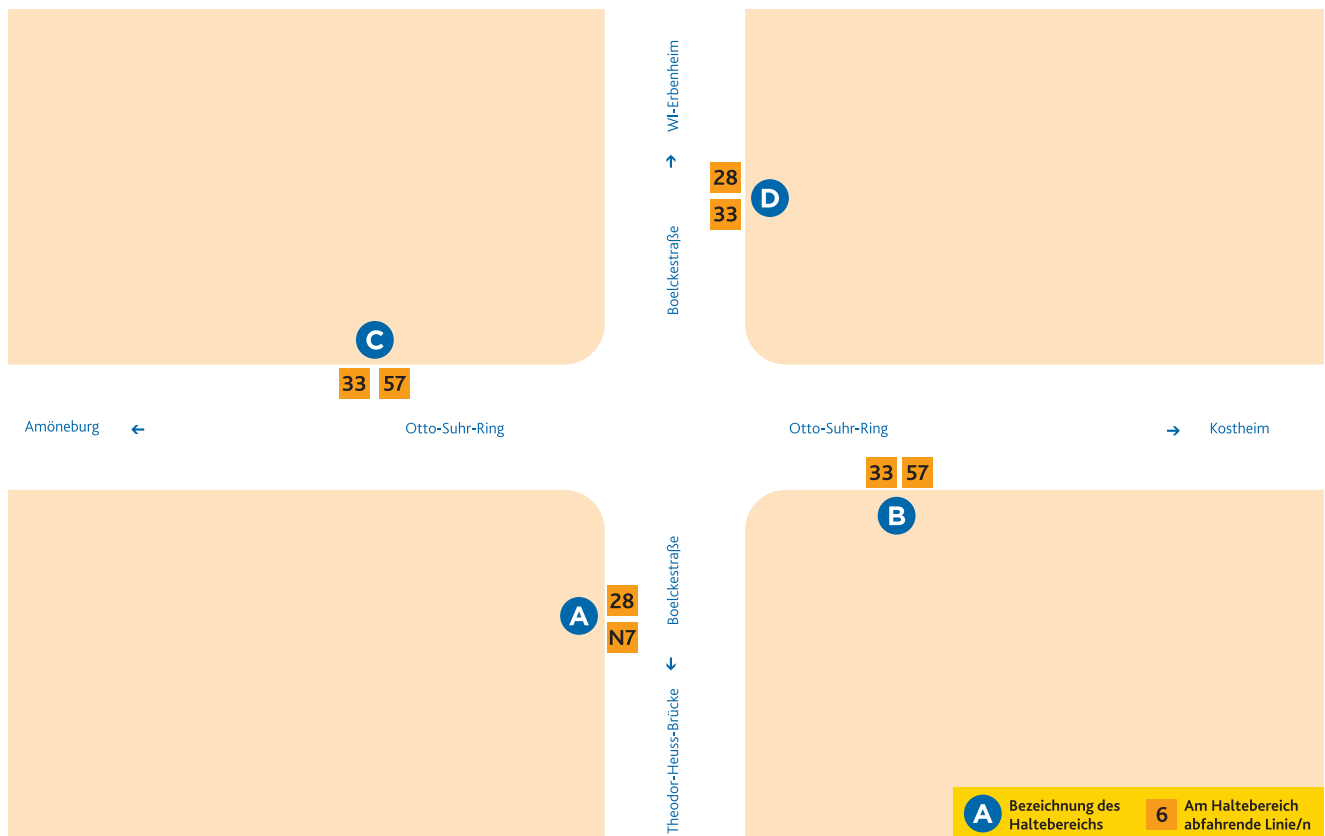 WI-Erbenheim
↑
Boelckestraße
28
33
D
C
33 57
Amöneburg ←
Otto-Suhr-Ring
Otto-Suhr-Ring
→ Kostheim
33 57
B
A
28
N7
Boelckestraße
↓
Theodor-Heuss-Brücke
A
Bezeichnung des
Haltebereichs
6
Am Haltebereich
abfahrende Linie/n